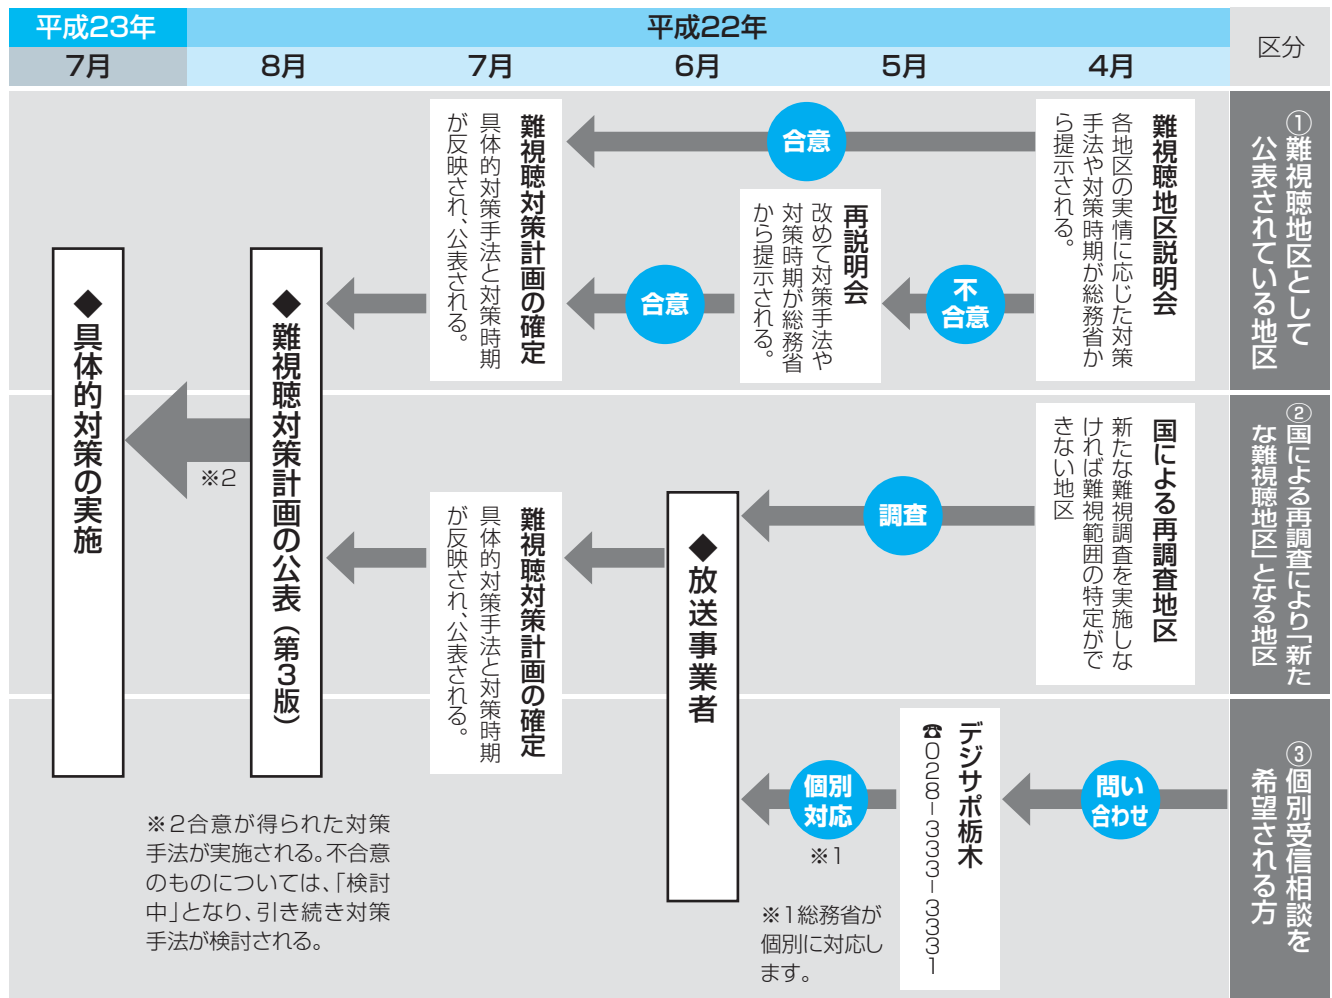 区分
平成22年
平成23年
4月
5月
6月
7月
8月
7月
①難視聴地区として
公表されている地区
難視聴地区説明会
各地区の実情に応じた対策
手法や対策時期が総務省か
ら提示される。
合意
不
合意
再説明会
改めて対策手法や
対策時期が総務省
から提示される。
合意
難視聴対策計画の確定
具体的対策手法と対策時期
が反映され、公表される。
②国による再調査により「新た
な難視聴地区」となる地区
国による再調査地区
新たな難視調査を実施しな
ければ難視範囲の特定がで
きない地区
調査
◆放送事業者
難視聴対策計画の確定
具体的対策手法と対策時期
が反映され、公表される。
◆難視聴対策計画の公表（第3版）
※2
◆具体的対策の実施
③個別受信相談を
希望される方
問い
合わせ
デジサポ栃木
☎028-333-3331
個別
対応
※1
※1総務省が
個別に対応し
ます。
※2合意が得られた対策
手法が実施される。不合意
のものについては、「検討
中」となり、引き続き対策
手法が検討される。